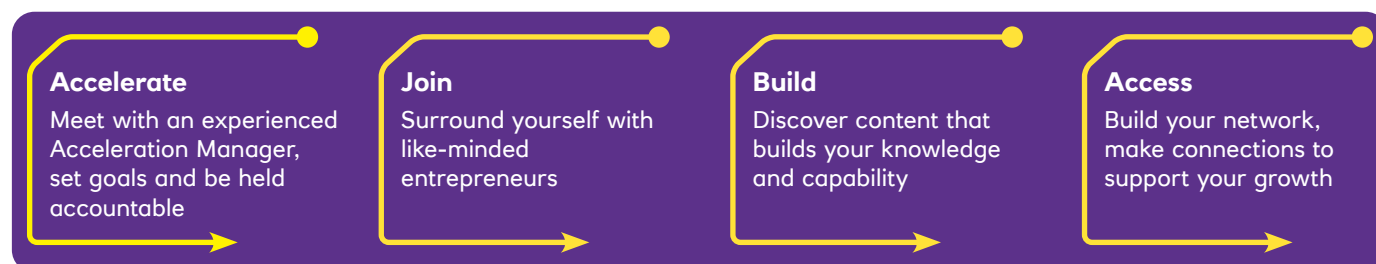 Accelerate
Meet with an experienced
Acceleration Manager,
set goals and be held
accountable
Join
Surround yourself with
like-minded
entrepreneurs
Build
Discover content that
builds your knowledge
and capability
Access
Build your network,
make connections to
support your growth